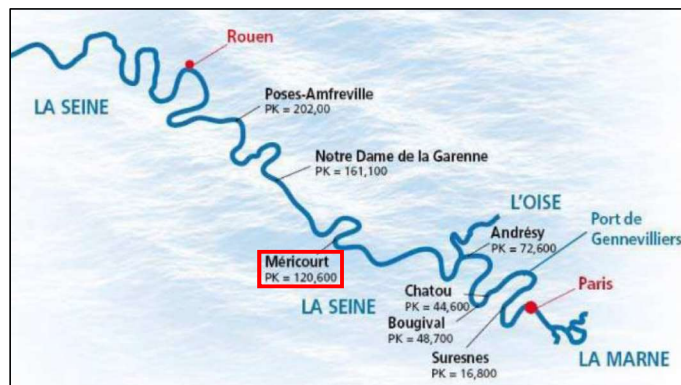 Rouen
LA SEINE
Poses-Amfreville
PK = 202,00
Notre Dame de la Garenne
PK = 161,100
L'OISE
Port de
Gennevilliers
Andrésy
PK = 72,600
Méricourt
PK = 120,600
LA SEINE
Chatou
PK = 44,600
Paris
Bougival
PK = 48,700
Suresnes
PK = 16,800
LA MARNE